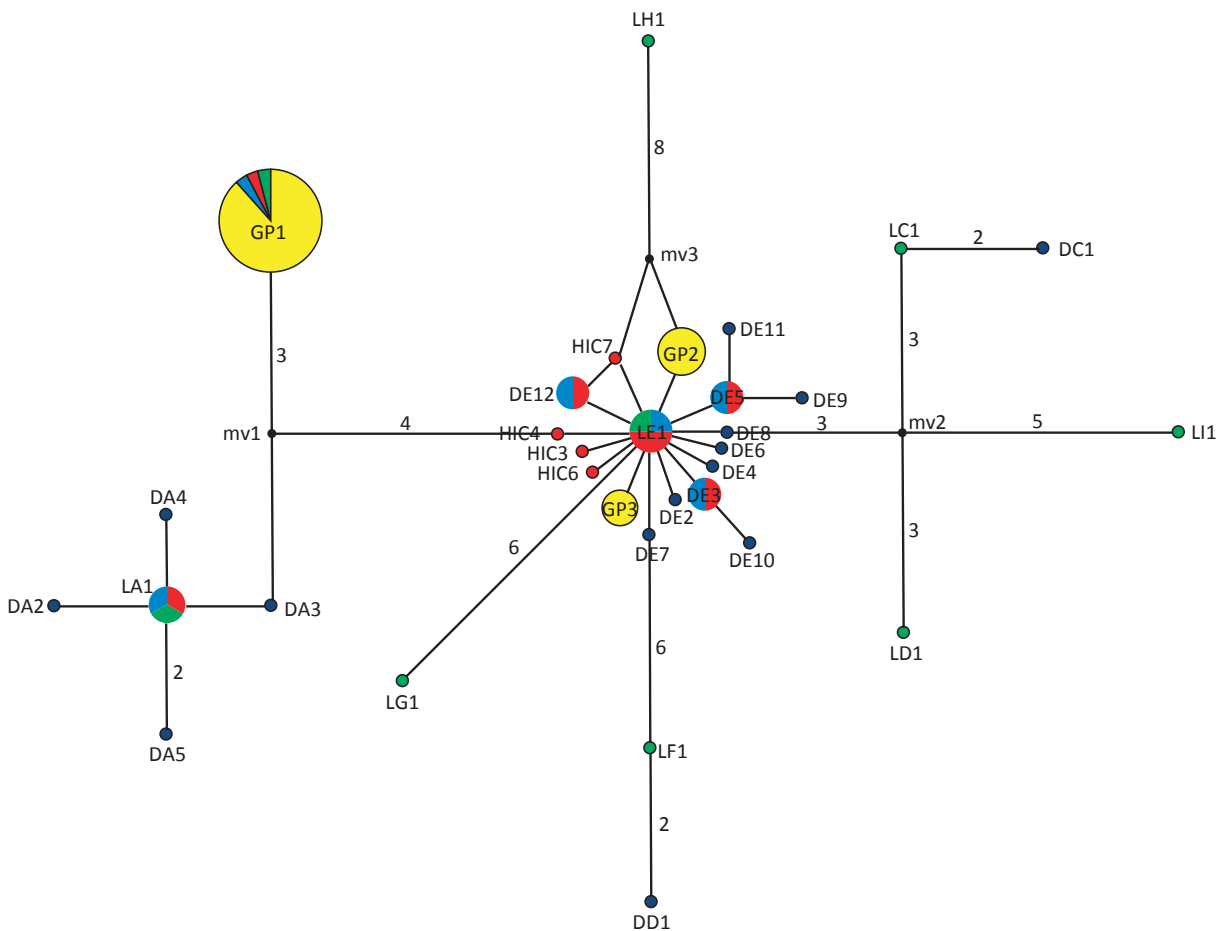 LH1
8
GP1
mv3
LC1
2
DC1
HIC7
GP2
DE11
3
3
DE12
DE5
DE9
mv1
4
HIC4
LE1
DE8
3
mv2
5
LI1
HIC3
DE6
HIC6
DE4
DA4
GP3
DE2
DE3
6
DE7
DE10
3
LA1
DA2
DA3
2
6
LD1
LG1
DA5
LF1
2
DD1